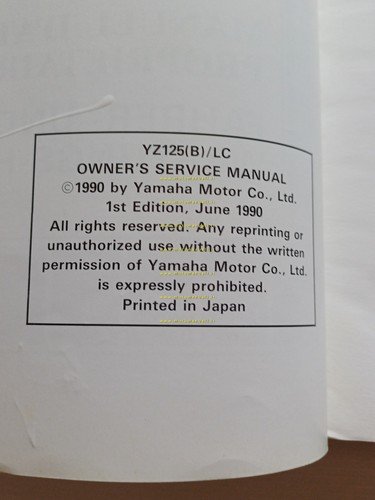 YZ125(B)/LC
OWNER'S SERVICE MANUAL
©1990 by Yamaha Motor Co., Ltd.
1st Edition, June 1990
All rights reserved. Any reprinting or
unauthorized use without the written
permission of Yamaha Motor Co., Ltd.
is expressly prohibited.
Printed in Japan